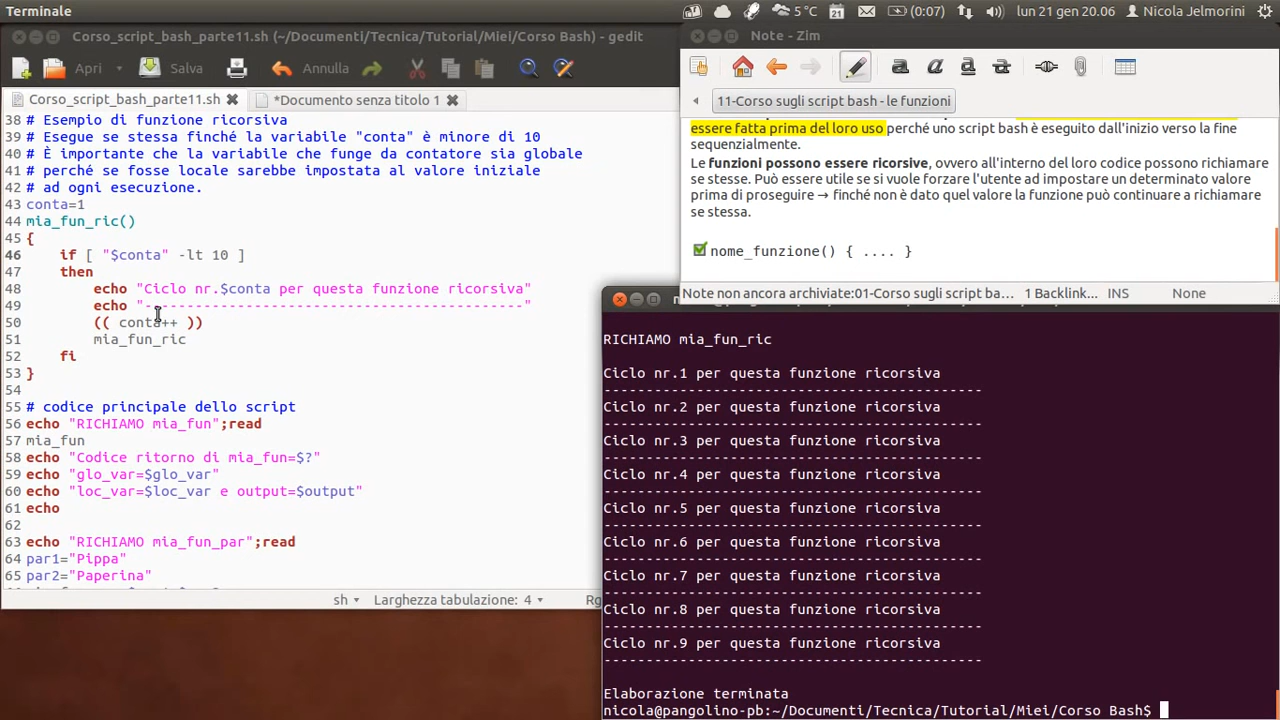 Terminale
5 °C
21
(0:07)
lun 21 gen 20.06
Nicola Jelmorini
Corso_script_bash_parte11.sh (~/Documenti/Tecnica/Tutorial/Miei/Corso Bash) - gedit
Apri
Salva
Annulla
Corso_script_bash_parte11.sh
*Documento senza titolo 1
38 # Esempio di funzione ricorsiva
39 # Esegue se stessa finché la variabile "conta" è minore di 10
40 # È importante che la variabile che funge da contatore sia globale
41 # perché se fosse locale sarebbe impostata al valore iniziale
42 # ad ogni esecuzione.
43 conta=1
44 mia_fun_ric()
45 {
46 if [ "$conta" -lt 10 ]
47 then
48 echo "Ciclo nr.$conta per questa funzione ricorsiva"
49 echo "---------------------------------------------"
50 (( conta++ ))
51 mia_fun_ric
52 fi
53 }
54
55 # codice principale dello script
56 echo "RICHIAMO mia_fun";read
57 mia_fun
58 echo "Codice ritorno di mia_fun=$?"
59 echo "glo_var=$glo_var"
60 echo "loc_var=$loc_var e output=$output"
61 echo
62
63 echo "RICHIAMO mia_fun_par";read
64 par1="Pippa"
65 par2="Paperina"
sh
Larghezza tabulazione: 4
Rg
Note - Zim
11-Corso sugli script bash - le funzioni
essere fatta prima del loro uso perché uno script bash è eseguito dall'inizio verso la fine
sequenzialmente.
Le funzioni possono essere ricorsive, ovvero all'interno del loro codice possono richiamare
se stesse. Può essere utile se si vuole forzare l'utente ad impostare un determinato valore
prima di proseguire → finché non è dato quel valore la funzione può continuare a richiamare
se stessa.
nome_funzione() { .... }
Note non ancora archiviate:01-Corso sugli script ba...
1 Backlink...
INS
None
RICHIAMO mia_fun_ric
Ciclo nr.1 per questa funzione ricorsiva
---------------------------------------------
Ciclo nr.2 per questa funzione ricorsiva
---------------------------------------------
Ciclo nr.3 per questa funzione ricorsiva
---------------------------------------------
Ciclo nr.4 per questa funzione ricorsiva
---------------------------------------------
Ciclo nr.5 per questa funzione ricorsiva
---------------------------------------------
Ciclo nr.6 per questa funzione ricorsiva
---------------------------------------------
Ciclo nr.7 per questa funzione ricorsiva
---------------------------------------------
Ciclo nr.8 per questa funzione ricorsiva
---------------------------------------------
Ciclo nr.9 per questa funzione ricorsiva
---------------------------------------------
Elaborazione terminata
nicola@pangolino-pb:~/Documenti/Tecnica/Tutorial/Miei/Corso Bash$